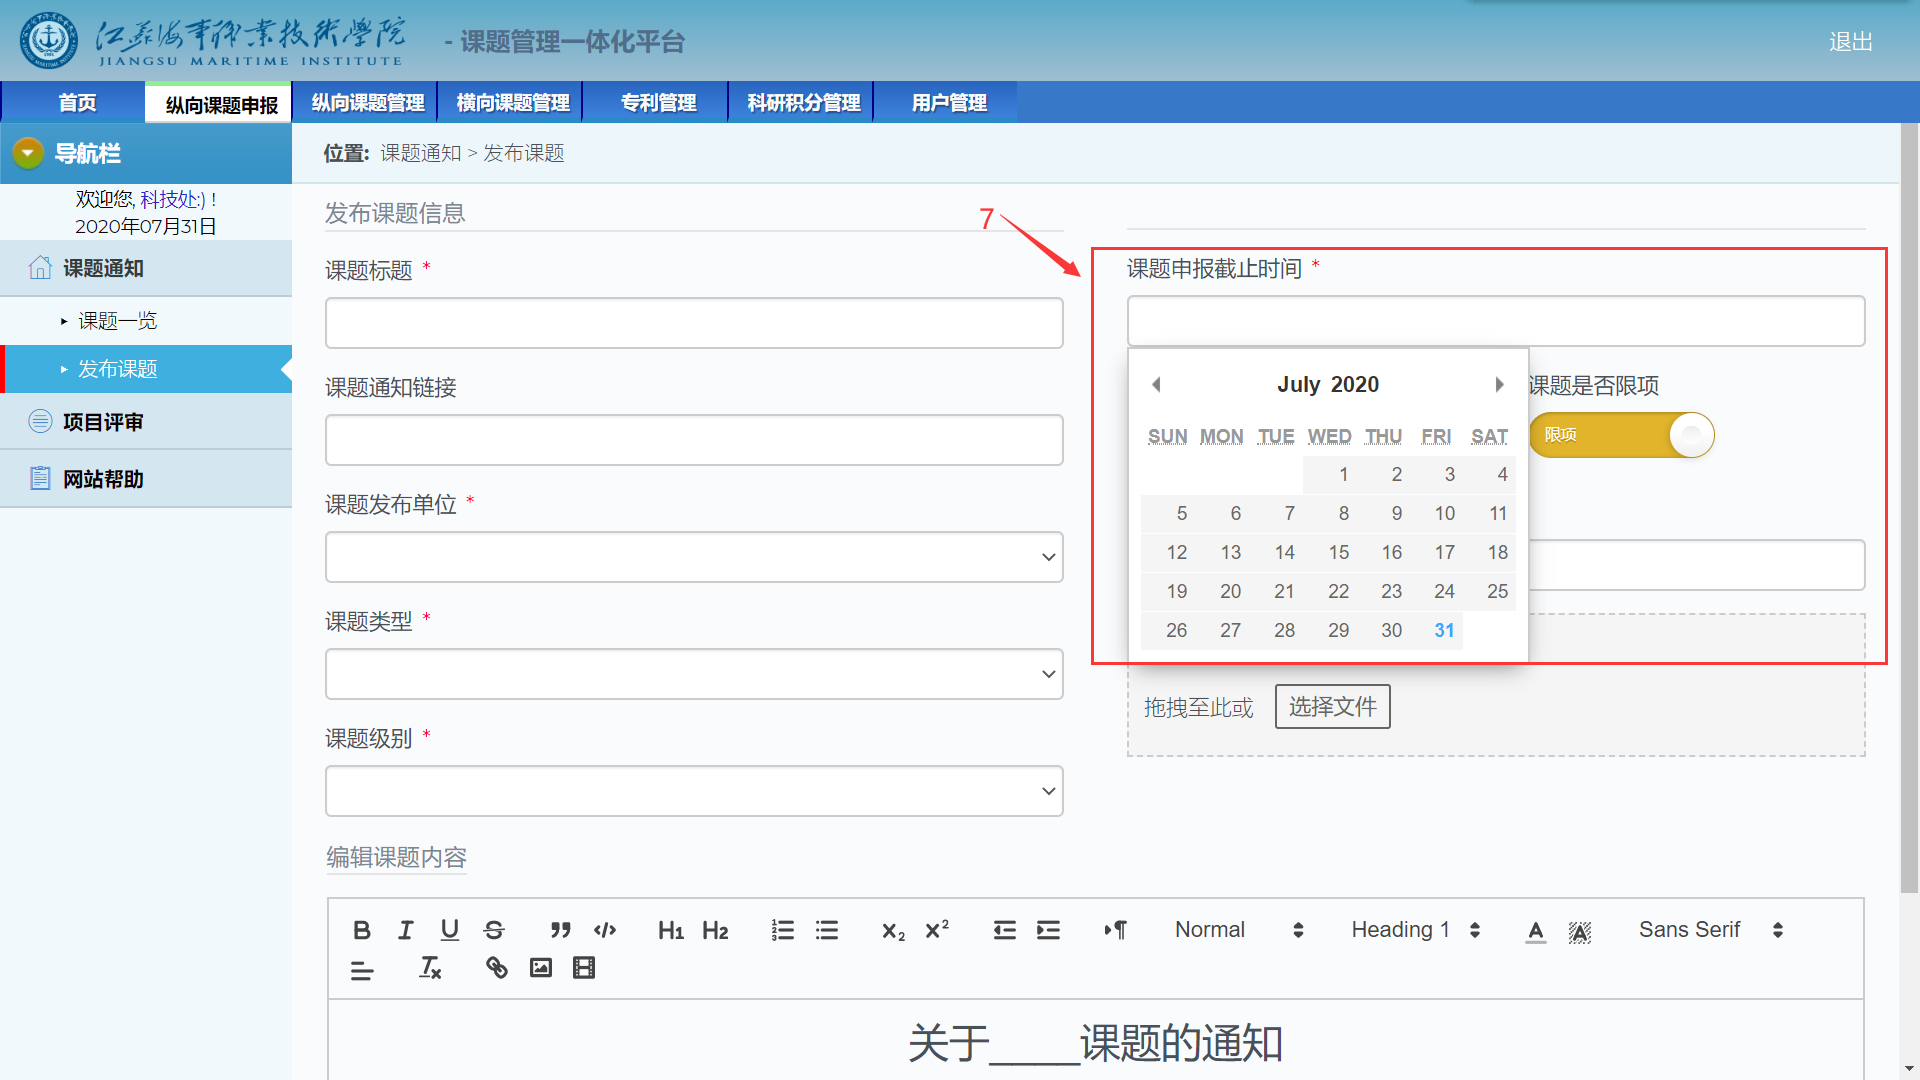 江苏海事职业技术学院
JIANGSU MARITIME INSTITUTE
- 课题管理一体化平台
退出
首页
纵向课题申报
纵向课题管理
横向课题管理
专利管理
科研积分管理
用户管理
导航栏
欢迎您, 科技处:) !
2020年07月31日
课题通知
课题一览
发布课题
项目评审
网站帮助
位置: 课题通知 > 发布课题
发布课题信息
7
课题标题 *
课题通知链接
课题发布单位 *
课题类型 *
课题级别 *
课题申报截止时间 *
July 2020
SUN MON TUE WED THU FRI SAT
1 2 3 4
5 6 7 8 9 10 11
12 13 14 15 16 17 18
19 20 21 22 23 24 25
26 27 28 29 30 31
课题是否限项
限项
拖拽至此或 选择文件
编辑课题内容
B I U S H1 H2 X2 X2 Normal Heading 1 A A Sans Serif
Tx
关于____课题的通知